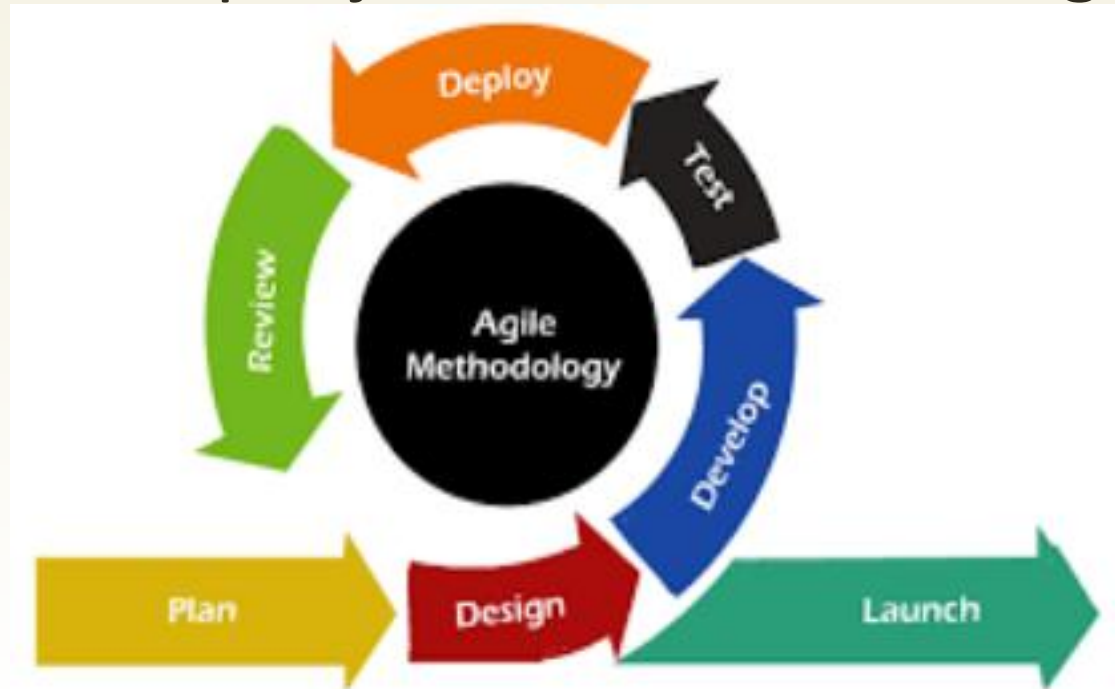 Deploy
Test
Review
Agile
Methodology
Develop
Plan
Design
Launch